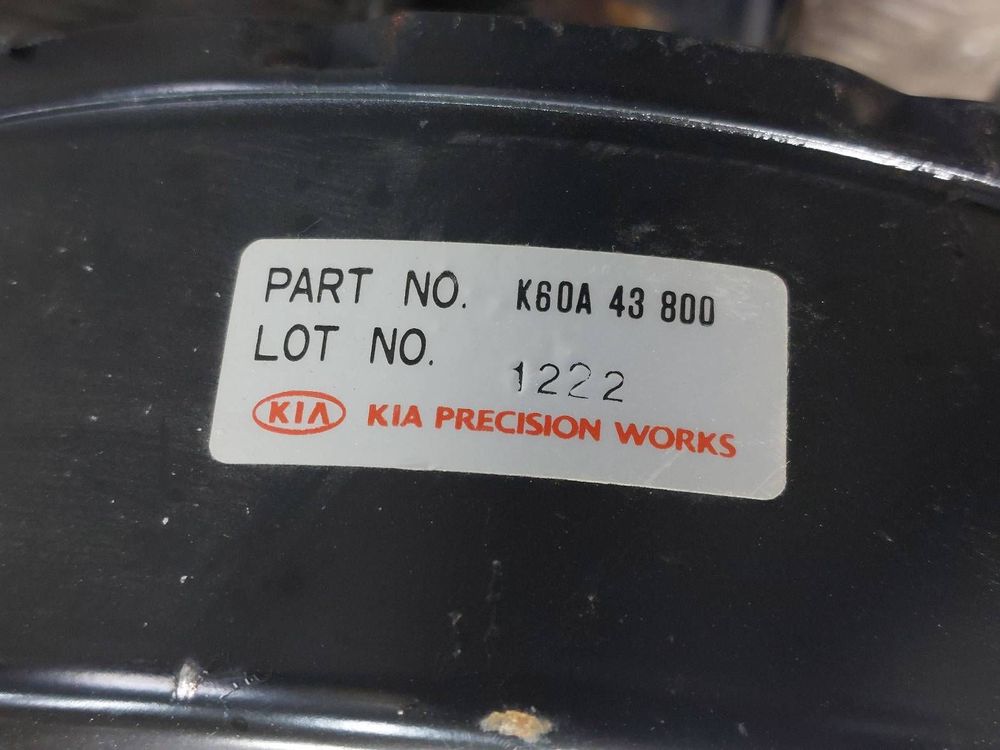 PART NO. K60A 43 800
LOT NO. 1222
KIA KIA PRECISION WORKS